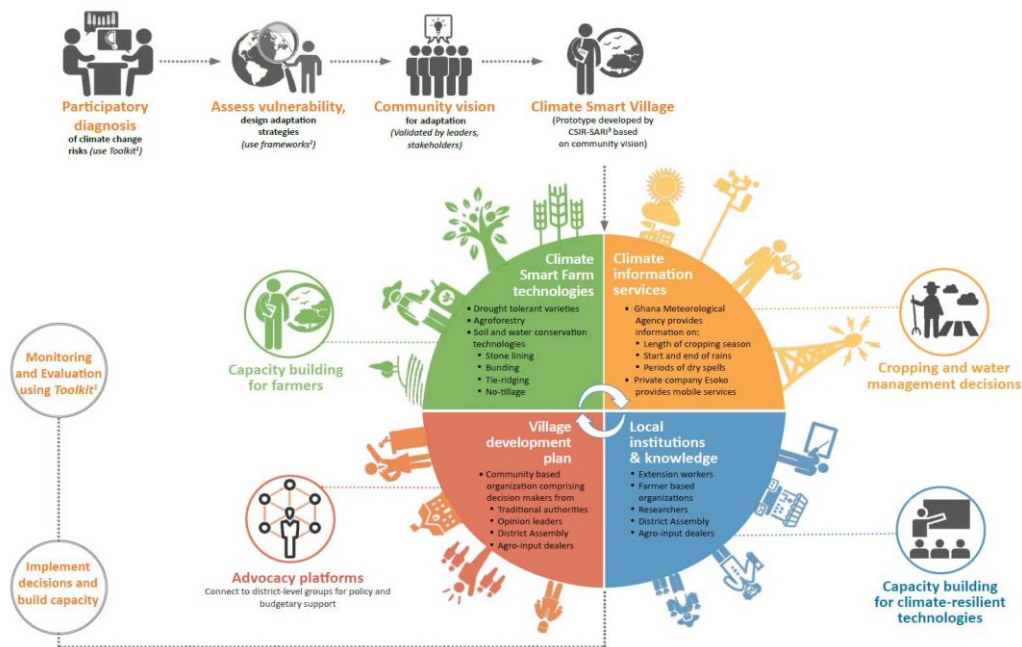 Participatory
diagnosis
of climate change
risks (use Toolkit¹)
Assess vulnerability,
design adaptation
strategies
(use frameworks²)
Community vision
for adaptation
(Validated by leaders,
stakeholders)
Climate Smart Village
(Prototype developed by
CSIR-SARI³ based
on community vision)
Climate
Smart Farm
technologies
• Drought tolerant varieties
• Agroforestry
• Soil and water conservation
technologies
▪ Stone lining
▪ Bunding
▪ Tie-ridging
▪ No-tillage
Climate
information
services
• Ghana Meteorological
Agency provides
information on:
▪ Length of cropping season
▪ Start and end of rains
▪ Periods of dry spells
• Private company Esoko
provides mobile services
Capacity building
for farmers
Cropping and water
management decisions
Monitoring
and Evaluation
using Toolkit¹
Village
development
plan
• Community based
organization comprising
decision makers from
▪ Traditional authorities
▪ Opinion leaders
▪ District Assembly
▪ Agro-input dealers
Local
institutions
& knowledge
• Extension workers
• Farmer based
organizations
• Researchers
• District Assembly
• Agro-input dealers
Advocacy platforms
Connect to district-level groups for policy and
budgetary support
Implement
decisions and
build capacity
Capacity building
for climate-resilient
technologies